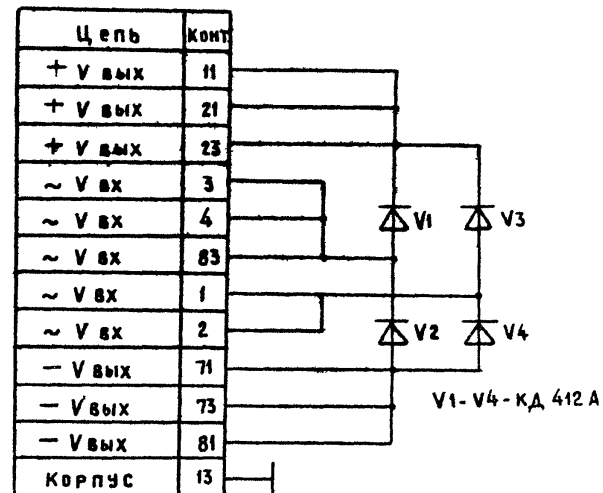 Цепь Конт
+ V вых 11
+ V вых 21
+ V вых 23
~ V вх 3
~ V вх 4
~ V вх 83
~ V вх 1
~ V вх 2
− V вых 71
− V вых 73
− V вых 81
Корпус 13
V1 V3
V2 V4
V1-V4-КД 412 А